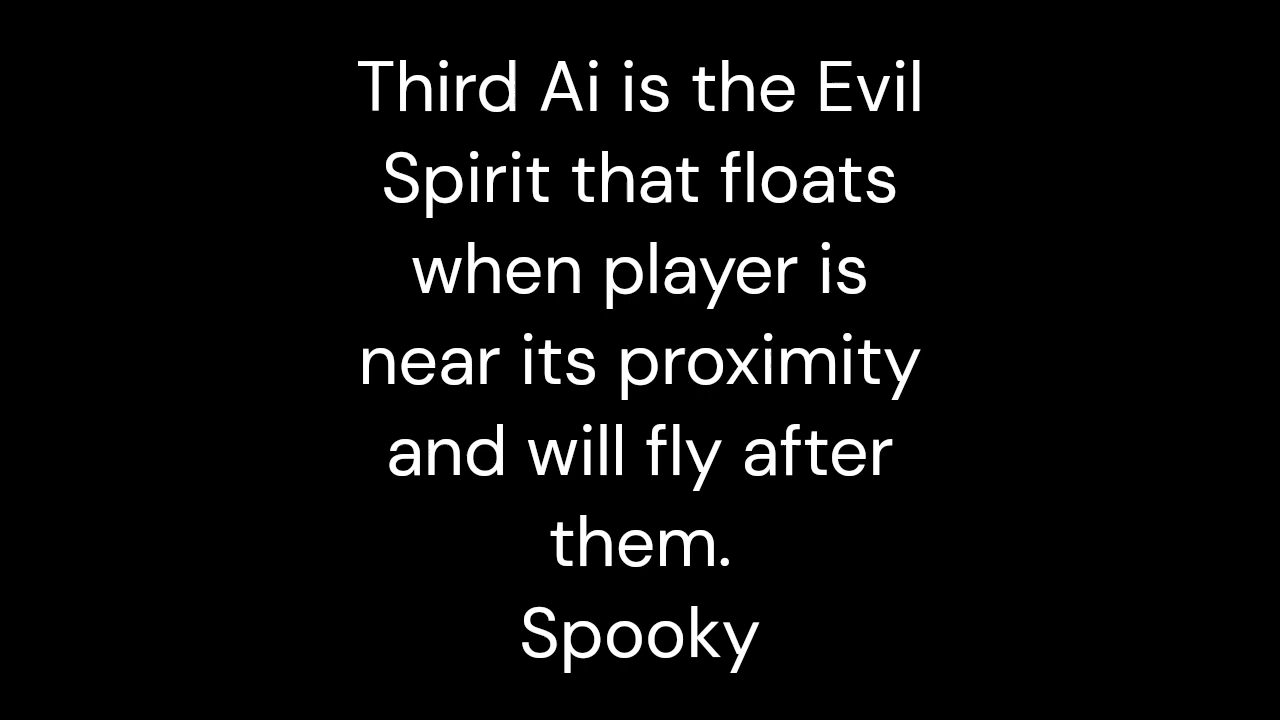 Third Ai is the Evil
Spirit that floats
when player is
near its proximity
and will fly after
them.
Spooky